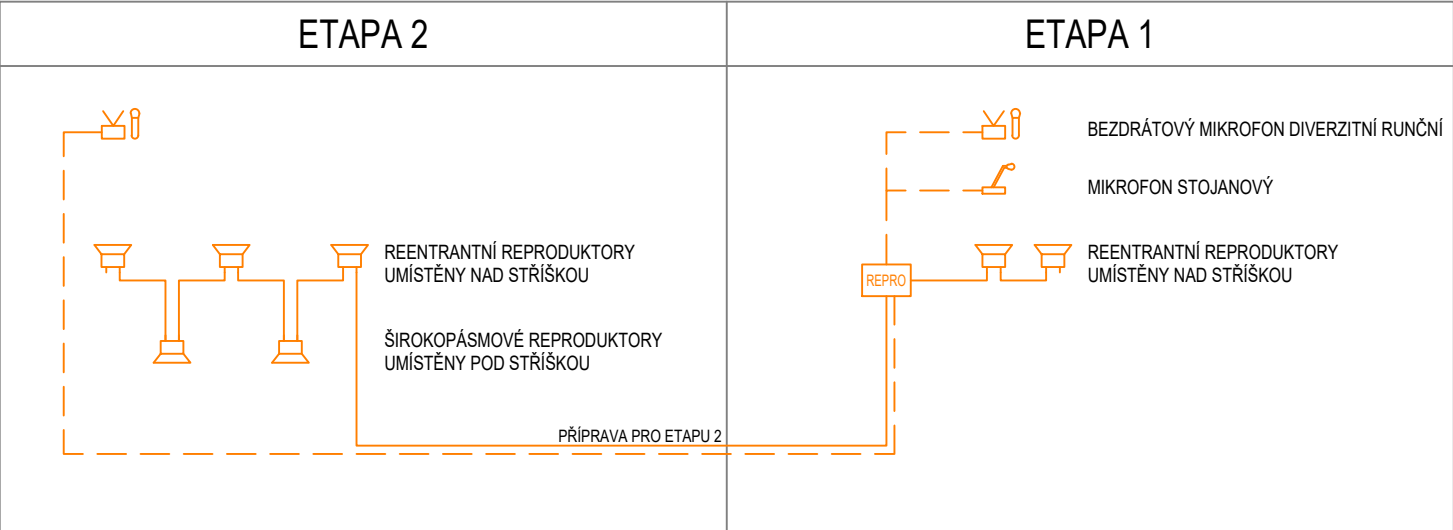 ETAPA 2
ETAPA 1
BEZDRÁTOVÝ MIKROFON DIVERZITNÍ RUNČNÍ
MIKROFON STOJANOVÝ
REENTRANTNÍ REPRODUKTORY
UMÍSTĚNY NAD STŘÍŠKOU
ŠIROKOPÁSMOVÉ REPRODUKTORY
UMÍSTĚNY POD STŘÍŠKOU
REPRO
REENTRANTNÍ REPRODUKTORY
UMÍSTĚNY NAD STŘÍŠKOU
PŘÍPRAVA PRO ETAPU 2